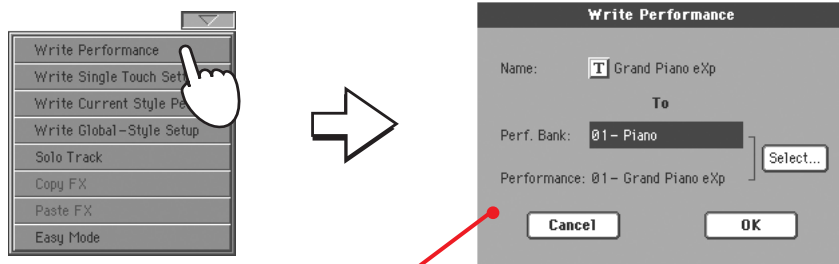 Write Performance
Write Single Touch
Write Current Style
Write Global-Style Setup
Solo Track
Copy FX
Paste FX
Easy Mode
Write Performance
Name: T Grand Piano eXp
To
Perf. Bank: 01- Piano
Select...
Performance: 01- Grand Piano eXp
Cancel OK